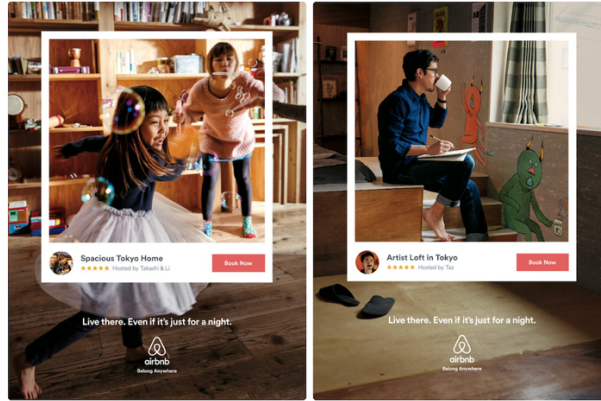 Spacious Tokyo Home
★★★★★ Hosted by Takashi & Li
Book Now
Live there. Even if it's just for a night.
airbnb
Belong Anywhere
Artist Loft in Tokyo
★★★★★ Hosted by Taz
Book Now
Live there. Even if it's just for a night.
airbnb
Belong Anywhere